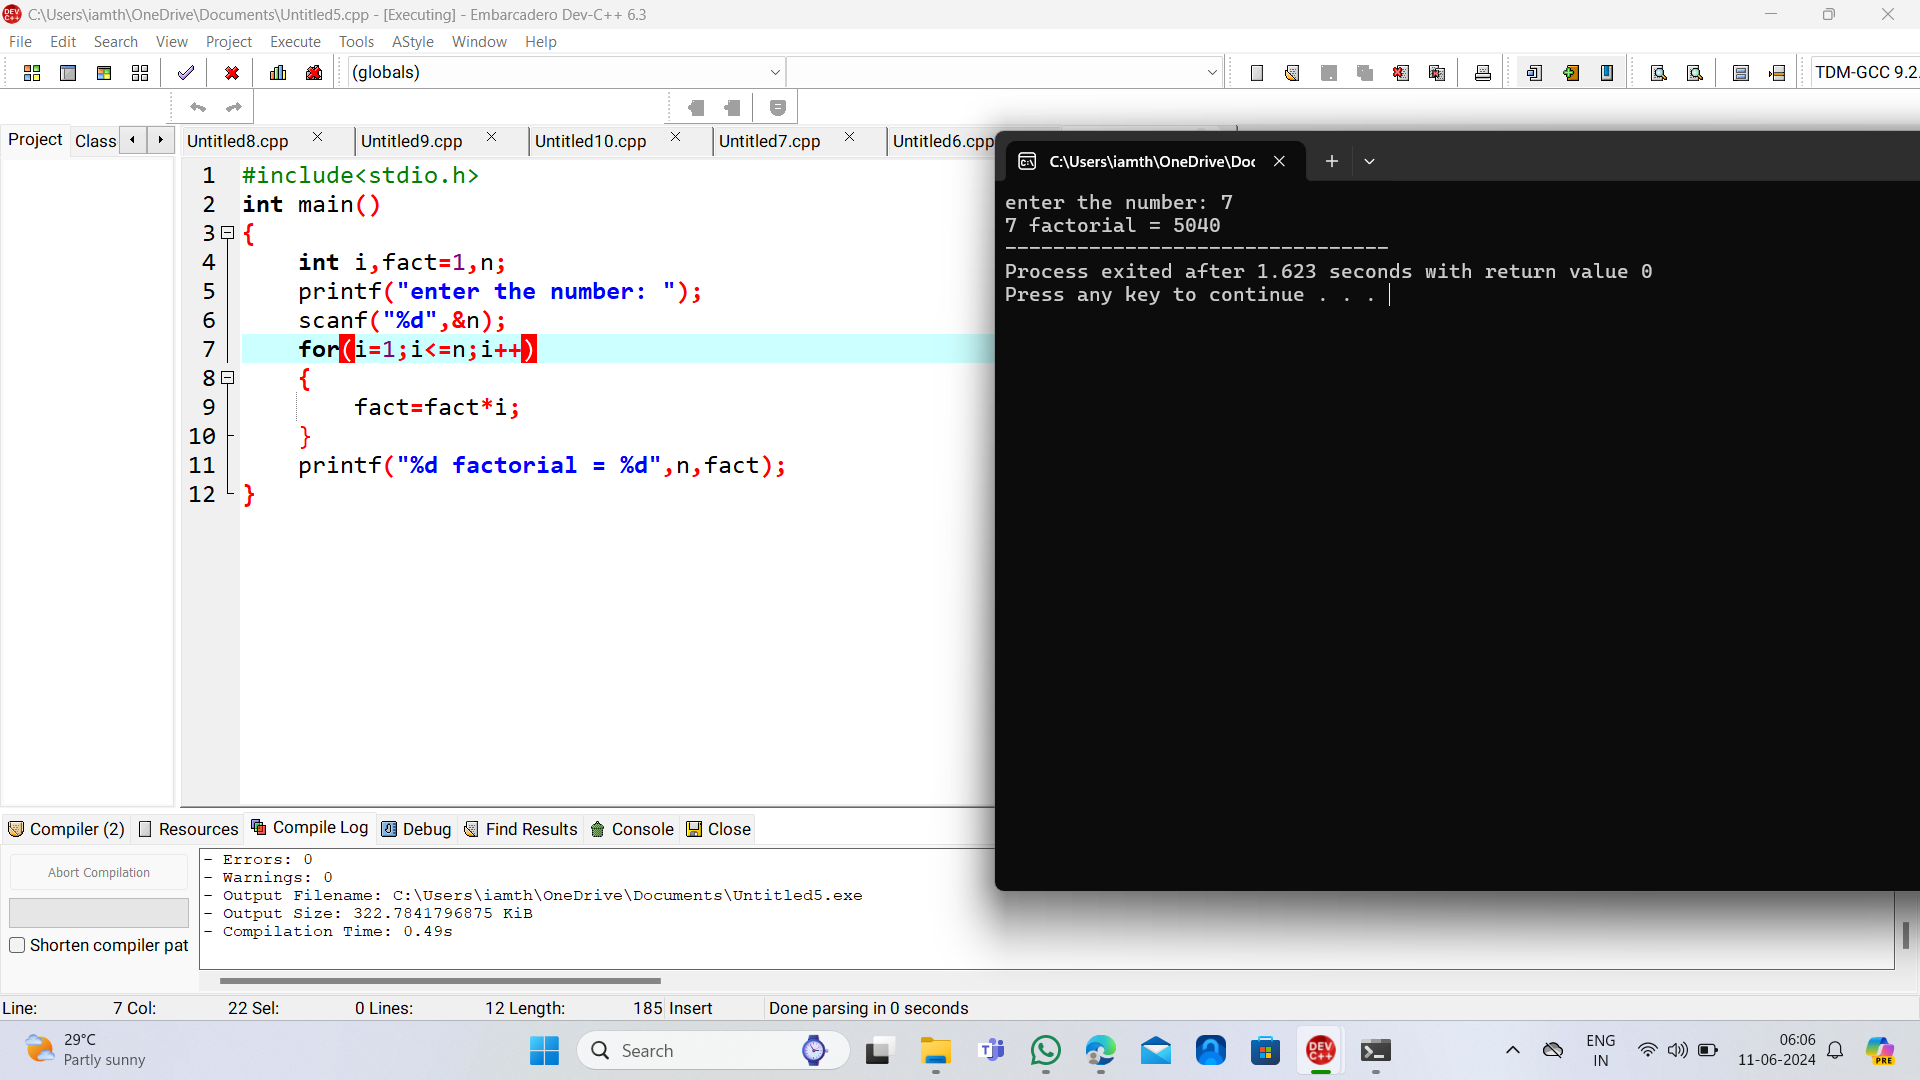 C:\Users\iamth\OneDrive\Documents\Untitled5.cpp - [Executing] - Embarcadero Dev-C++ 6.3
File Edit Search View Project Execute Tools AStyle Window Help
(globals)
TDM-GCC 9.2.
Project Class
Untitled8.cpp Untitled9.cpp Untitled10.cpp Untitled7.cpp Untitled6.cpp
1 #include<stdio.h>
2 int main()
3 {
4 int i,fact=1,n;
5 printf("enter the number: ");
6 scanf("%d",&n);
7 for(i=1;i<=n;i++)
8 {
9 fact=fact*i;
10 }
11 printf("%d factorial = %d",n,fact);
12 }
C:\Users\iamth\OneDrive\Doc
enter the number: 7
7 factorial = 5040
--------------------------------
Process exited after 1.623 seconds with return value 0
Press any key to continue . . .
Compiler (2) Resources Compile Log Debug Find Results Console Close
Abort Compilation
Shorten compiler pat
- Errors: 0
- Warnings: 0
- Output Filename: C:\Users\iamth\OneDrive\Documents\Untitled5.exe
- Output Size: 322.7841796875 KiB
- Compilation Time: 0.49s
Line: 7 Col: 22 Sel: 0 Lines: 12 Length: 185 Insert Done parsing in 0 seconds
29°C
Partly sunny
Search
DEV C++
ENG
IN
06:06
11-06-2024
PRE